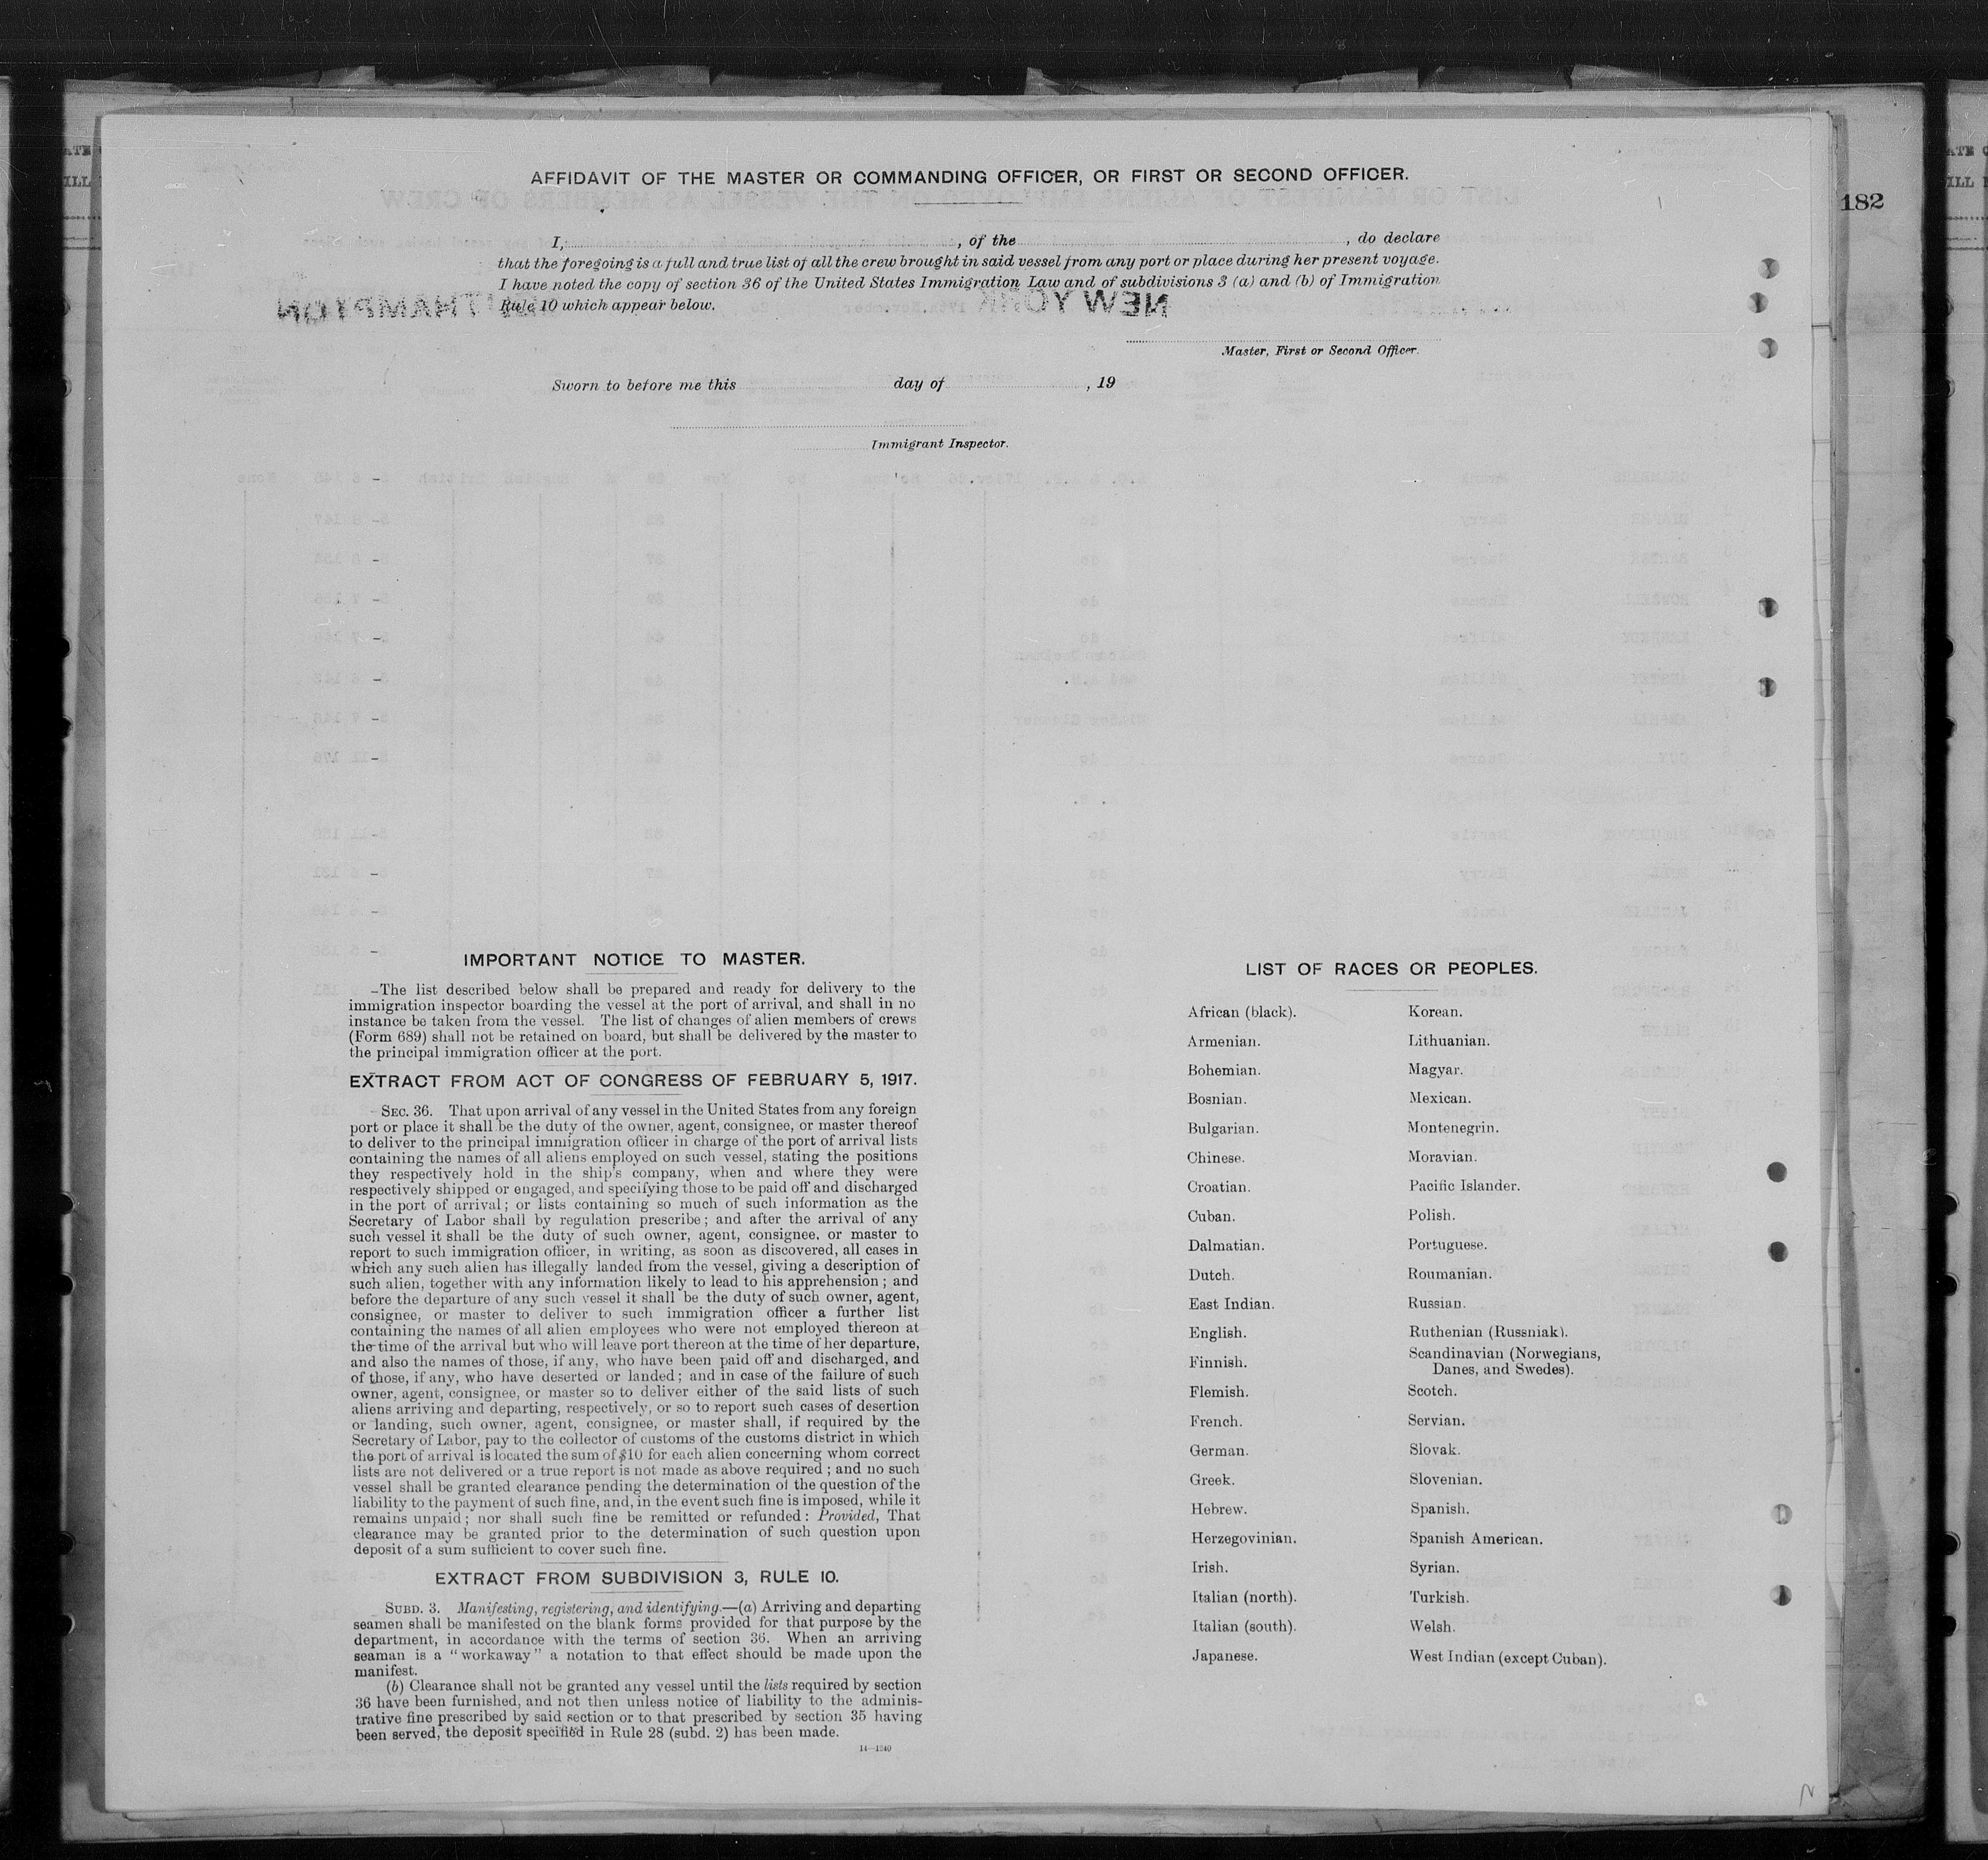 182
AFFIDAVIT OF THE MASTER OR COMMANDING OFFICER, OR FIRST OR SECOND OFFICER.
I, , of the , do declare
that the foregoing is a full and true list of all the crew brought in said vessel from any port or place during her present voyage.
I have noted the copy of section 36 of the United States Immigration Law and of subdivisions 3 (a) and (b) of Immigration
Rule 10 which appear below.
NEW YORK
Master, First or Second Officer.
Sworn to before me this day of , 19
Immigrant Inspector.
IMPORTANT NOTICE TO MASTER.
The list described below shall be prepared and ready for delivery to the
immigration inspector boarding the vessel at the port of arrival, and shall in no
instance be taken from the vessel. The list of changes of alien members of crews
(Form 689) shall not be retained on board, but shall be delivered by the master to
the principal immigration officer at the port.
EXTRACT FROM ACT OF CONGRESS OF FEBRUARY 5, 1917.
SEC. 36. That upon arrival of any vessel in the United States from any foreign
port or place it shall be the duty of the owner, agent, consignee, or master thereof
to deliver to the principal immigration officer in charge of the port of arrival lists
containing the names of all aliens employed on such vessel, stating the positions
they respectively hold in the ship's company, when and where they were
respectively shipped or engaged, and specifying those to be paid off and discharged
in the port of arrival; or lists containing so much of such information as the
Secretary of Labor shall by regulation prescribe; and after the arrival of any
such vessel it shall be the duty of such owner, agent, consignee, or master to
report to such immigration officer, in writing, as soon as discovered, all cases in
which any such alien has illegally landed from the vessel, giving a description of
such alien, together with any information likely to lead to his apprehension; and
before the departure of any such vessel it shall be the duty of such owner, agent,
consignee, or master to deliver to such immigration officer a further list
containing the names of all alien employees who were not employed thereon at
the time of the arrival but who will leave port thereon at the time of her departure,
and also the names of those, if any, who have been paid off and discharged, and
of those, if any, who have deserted or landed; and in case of the failure of such
owner, agent, consignee, or master so to deliver either of the said lists of such
aliens arriving and departing, respectively, or so to report such cases of desertion
or landing, such owner, agent, consignee, or master shall, if required by the
Secretary of Labor, pay to the collector of customs of the customs district in which
the port of arrival is located the sum of $10 for each alien concerning whom correct
lists are not delivered or a true report is not made as above required; and no such
vessel shall be granted clearance pending the determination of the question of the
liability to the payment of such fine, and, in the event such fine is imposed, while it
remains unpaid; nor shall such fine be remitted or refunded: Provided, That
clearance may be granted prior to the determination of such question upon
deposit of a sum sufficient to cover such fine.
EXTRACT FROM SUBDIVISION 3, RULE 10.
SUBD. 3. Manifesting, registering, and identifying.—(a) Arriving and departing
seamen shall be manifested on the blank forms provided for that purpose by the
department, in accordance with the terms of section 36. When an arriving
seaman is a "workaway" a notation to that effect should be made upon the
manifest.
(b) Clearance shall not be granted any vessel until the lists required by section
36 have been furnished, and not then unless notice of liability to the adminis-
trative fine prescribed by said section or to that prescribed by section 35 having
been served, the deposit specified in Rule 28 (subd. 2) has been made.
14—1240
LIST OF RACES OR PEOPLES.
African (black).
Armenian.
Bohemian.
Bosnian.
Bulgarian.
Chinese.
Croatian.
Cuban.
Dalmatian.
Dutch.
East Indian.
English.
Finnish.
Flemish.
French.
German.
Greek.
Hebrew.
Herzegovinian.
Irish.
Italian (north).
Italian (south).
Japanese.
Korean.
Lithuanian.
Magyar.
Mexican.
Montenegrin.
Moravian.
Pacific Islander.
Polish.
Portuguese.
Roumanian.
Russian.
Ruthenian (Russniak).
Scandinavian (Norwegians,
Danes, and Swedes).
Scotch.
Servian.
Slovak.
Slovenian.
Spanish.
Spanish American.
Syrian.
Turkish.
Welsh.
West Indian (except Cuban).